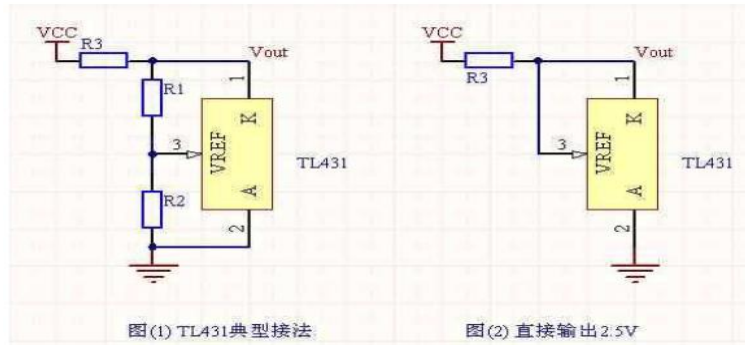 VCC
R3
Vout
1
R1
K
3
VREF
TL431
R2
A
2
图(1) TL431典型接法
VCC
R3
Vout
1
K
3
VREF
TL431
A
2
图(2) 直接输出2.5V